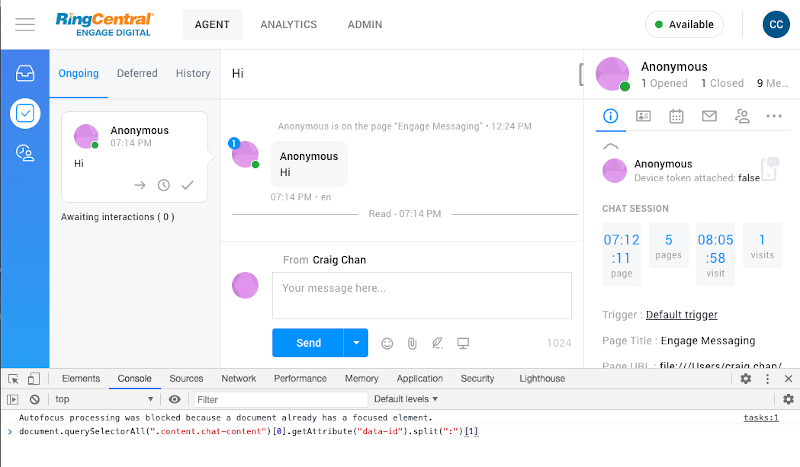 RingCentral
ENGAGE DIGITAL
AGENT
ANALYTICS
ADMIN
Available
CC
Ongoing
Deferred
History
Anonymous
07:14 PM
Hi
Awaiting interactions ( 0 )
Hi
Anonymous is on the page "Engage Messaging" • 12:24 PM
1
Anonymous
Hi
07:14 PM • en
Read - 07:14 PM
From Craig Chan
Your message here...
Send
1024
Anonymous
1 Opened 1 Closed 9 Me...
Anonymous
Device token attached: false
CHAT SESSION
07:12
:11
page
5
pages
08:05
:58
visit
1
visits
Trigger : Default trigger
Page Title : Engage Messaging
Page URL : file:///Users/craig.chan/
Elements Console Sources Network Performance Memory Application Security Lighthouse
top Filter Default levels
Autofocus processing was blocked because a document already has a focused element. tasks:1
> document.querySelectorAll(".content.chat-content")[0].getAttribute("data-id").split(":")[1]